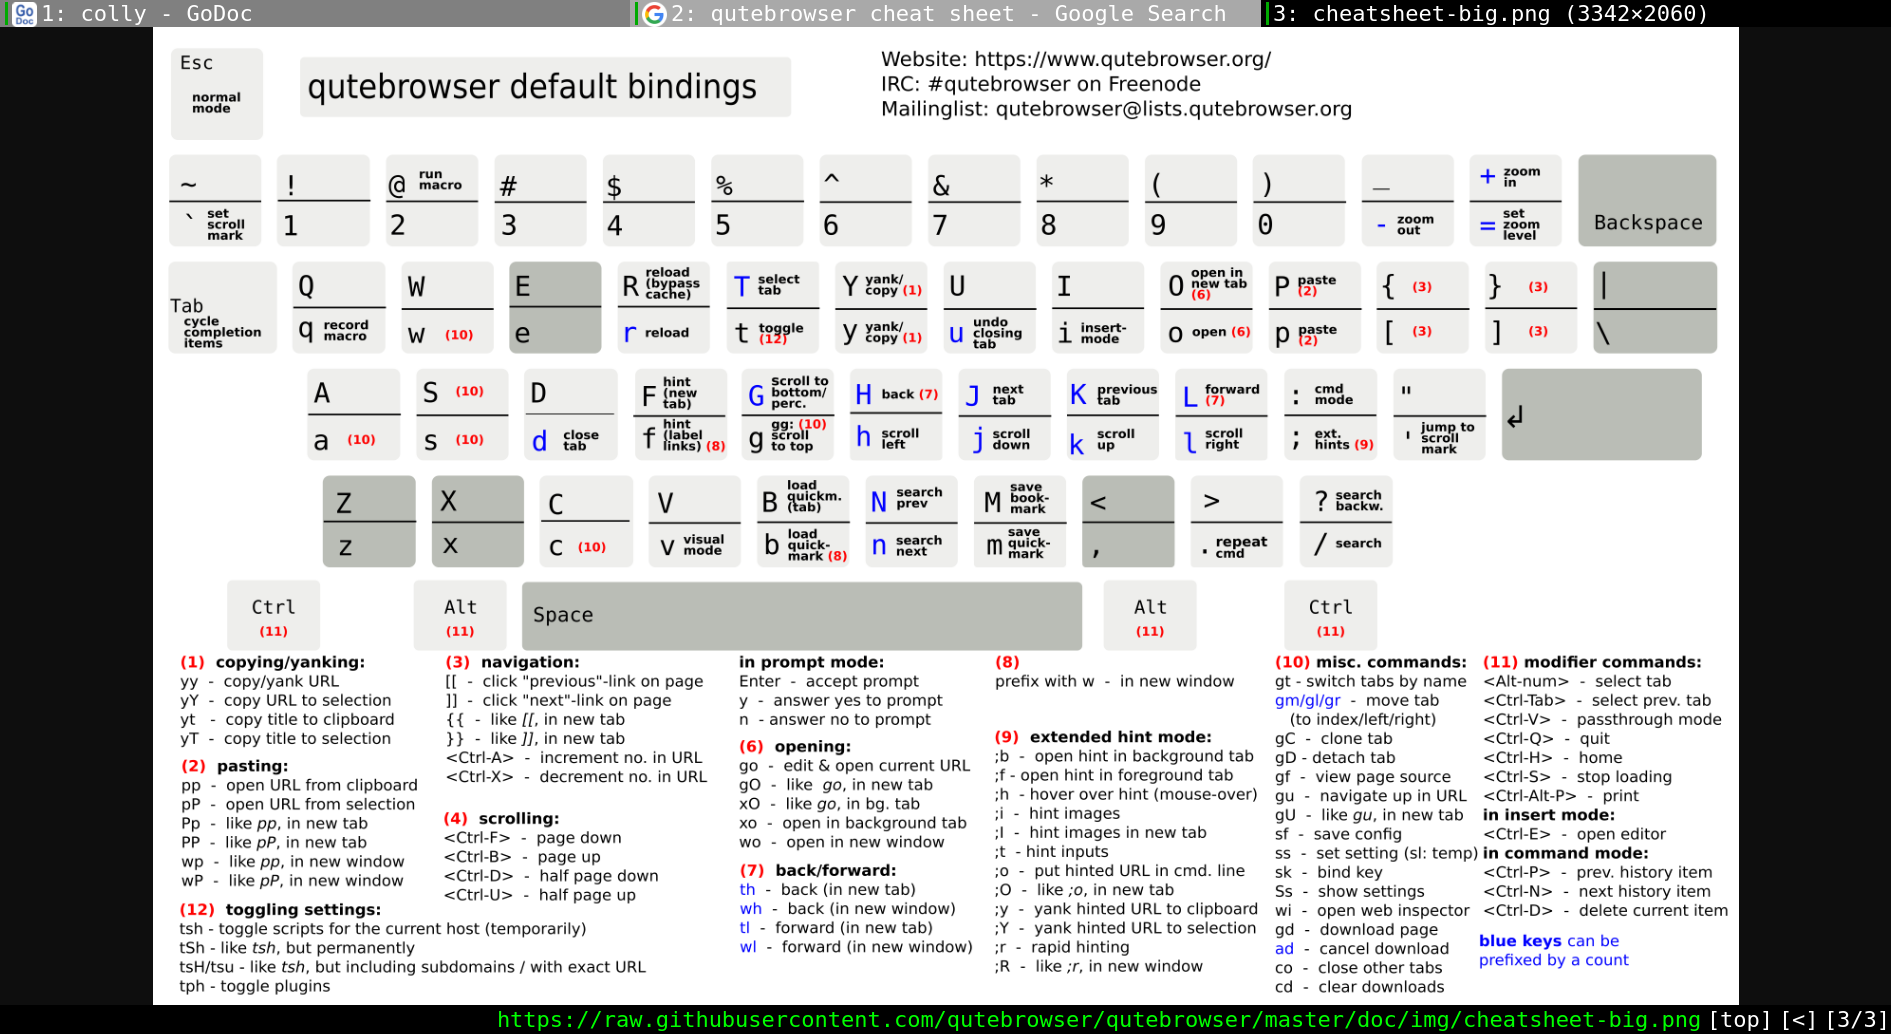 1: colly - GoDoc
2: qutebrowser cheat sheet - Google Search
3: cheatsheet-big.png (3342×2060)
Esc
normal
mode
qutebrowser default bindings
Website: https://www.qutebrowser.org/
IRC: #qutebrowser on Freenode
Mailinglist: qutebrowser@lists.qutebrowser.org
~
` set scroll mark
!
1
@ run macro
2
#
3
$
4
%
5
^
6
&
7
*
8
(
9
)
0
_
- zoom out
+ zoom in
= set zoom level
Backspace
Tab
cycle completion items
Q
q record macro
W
w (10)
E
e
R reload (bypass cache)
r reload
T select tab
t toggle (12)
Y yank/ copy (1)
y yank/ copy (1)
U
u undo closing tab
I
i insert- mode
O open in new tab (6)
o open (6)
P paste (2)
p paste (2)
{ (3)
[ (3)
} (3)
] (3)
|
\
A
a (10)
S (10)
s (10)
D
d close tab
F hint (new tab)
f hint (label links) (8)
G scroll to bottom/ perc.
g gg: (10) scroll to top
H back (7)
h scroll left
J next tab
j scroll down
K previous tab
k scroll up
L forward (7)
l scroll right
: cmd mode
; ext. hints (9)
"
' jump to scroll mark
↲
Z
z
X
x
C
c (10)
V
v visual mode
B load quickm. (tab)
b load quick- mark (8)
N search prev
n search next
M save book- mark
m save quick- mark
<
,
>
. repeat cmd
? search backw.
/ search
Ctrl
(11)
Alt
(11)
Space
Alt
(11)
Ctrl
(11)
(1) copying/yanking:
yy - copy/yank URL
yY - copy URL to selection
yt - copy title to clipboard
yT - copy title to selection
(2) pasting:
pp - open URL from clipboard
pP - open URL from selection
Pp - like pp, in new tab
PP - like pP, in new tab
wp - like pp, in new window
wP - like pP, in new window
(12) toggling settings:
tsh - toggle scripts for the current host (temporarily)
tSh - like tsh, but permanently
tsH/tsu - like tsh, but including subdomains / with exact URL
tph - toggle plugins
(3) navigation:
[[ - click "previous"-link on page
]] - click "next"-link on page
{{ - like [[, in new tab
}} - like ]], in new tab
<Ctrl-A> - increment no. in URL
<Ctrl-X> - decrement no. in URL
(4) scrolling:
<Ctrl-F> - page down
<Ctrl-B> - page up
<Ctrl-D> - half page down
<Ctrl-U> - half page up
in prompt mode:
Enter - accept prompt
y - answer yes to prompt
n - answer no to prompt
(6) opening:
go - edit & open current URL
gO - like go, in new tab
xO - like go, in bg. tab
xo - open in background tab
wo - open in new window
(7) back/forward:
th - back (in new tab)
wh - back (in new window)
tl - forward (in new tab)
wl - forward (in new window)
(8)
prefix with w - in new window
(9) extended hint mode:
;b - open hint in background tab
;f - open hint in foreground tab
;h - hover over hint (mouse-over)
;i - hint images
;I - hint images in new tab
;t - hint inputs
;o - put hinted URL in cmd. line
;O - like ;o, in new tab
;y - yank hinted URL to clipboard
;Y - yank hinted URL to selection
;r - rapid hinting
;R - like ;r, in new window
(10) misc. commands:
gt - switch tabs by name
gm/gl/gr - move tab
(to index/left/right)
gC - clone tab
gD - detach tab
gf - view page source
gu - navigate up in URL
gU - like gu, in new tab
sf - save config
ss - set setting (sl: temp)
sk - bind key
Ss - show settings
wi - open web inspector
gd - download page
ad - cancel download
co - close other tabs
cd - clear downloads
(11) modifier commands:
<Alt-num> - select tab
<Ctrl-Tab> - select prev. tab
<Ctrl-V> - passthrough mode
<Ctrl-Q> - quit
<Ctrl-H> - home
<Ctrl-S> - stop loading
<Ctrl-Alt-P> - print
in insert mode:
<Ctrl-E> - open editor
in command mode:
<Ctrl-P> - prev. history item
<Ctrl-N> - next history item
<Ctrl-D> - delete current item
blue keys can be
prefixed by a count
https://raw.githubusercontent.com/qutebrowser/qutebrowser/master/doc/img/cheatsheet-big.png [top] [<] [3/3]